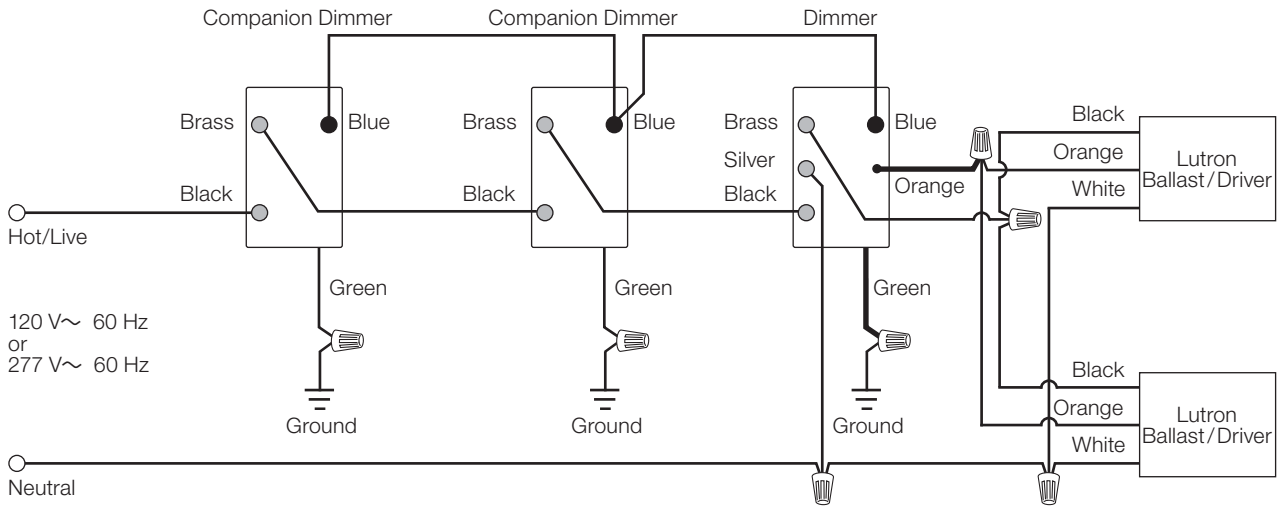 Companion Dimmer
Companion Dimmer
Dimmer
Brass
Blue
Brass
Blue
Brass
Blue
Black
Orange
White
Lutron
Ballast/Driver
Silver
Orange
Black
Black
Black
Hot/Live
Green
Green
Green
120 V~ 60 Hz
or
277 V~ 60 Hz
Ground
Ground
Ground
Black
Orange
White
Lutron
Ballast/Driver
Neutral